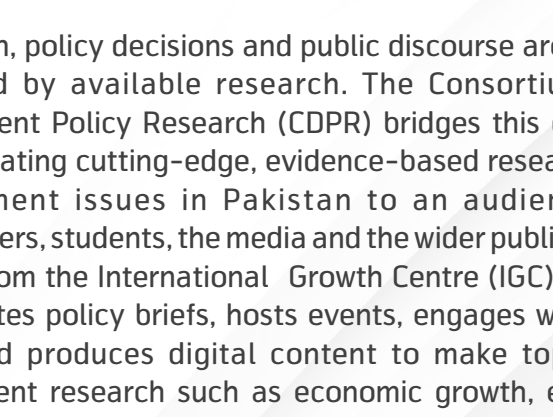 , policy decisions and public discourse are
by available research. The Consortiu
ent Policy Research (CDPR) bridges this
ating cutting-edge, evidence-based resea
ment issues in Pakistan to an audien
ers, students, the media and the wider publi
om the International Growth Centre (IGC)
tes policy briefs, hosts events, engages w
d produces digital content to make to
ent research such as economic growth, e